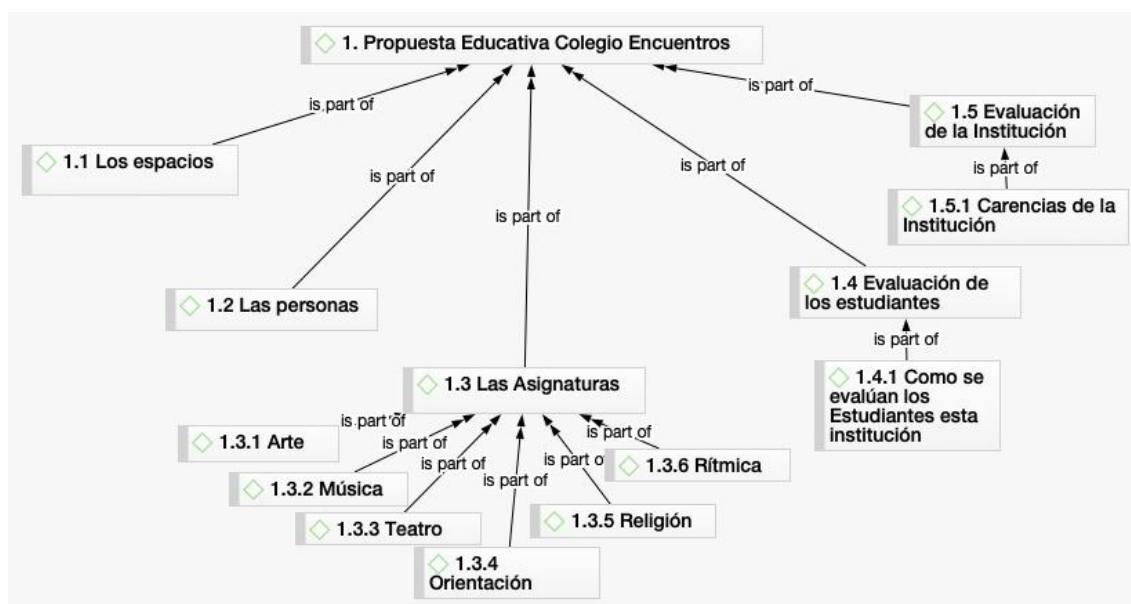 1. Propuesta Educativa Colegio Encuentros
is part of
is part of
1.5 Evaluación
de la Institución
1.1 Los espacios
is part of
is part of
is part of
1.5.1 Carencias de la
Institución
is part of
1.4 Evaluación de
los estudiantes
1.2 Las personas
is part of
1.4.1 Como se
evalúan los
Estudiantes esta
institución
1.3 Las Asignaturas
is part of
1.3.1 Arte
is part of
is part of
1.3.6 Rítmica
is part of
is part o
1.3.2 Música
is part of
1.3.3 Teatro
1.3.5 Religión
1.3.4
Orientación